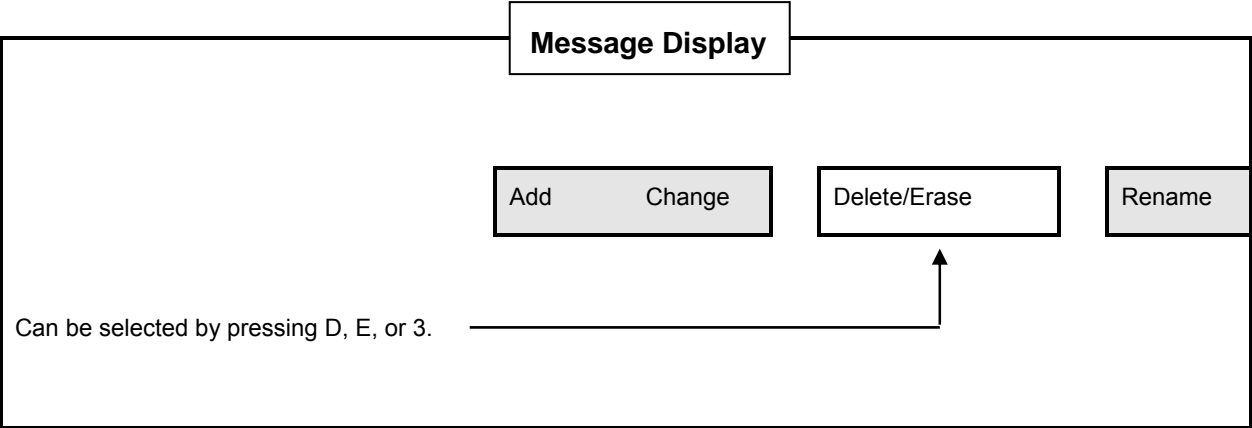 Message Display
Add Change Delete/Erase Rename
Can be selected by pressing D, E, or 3.